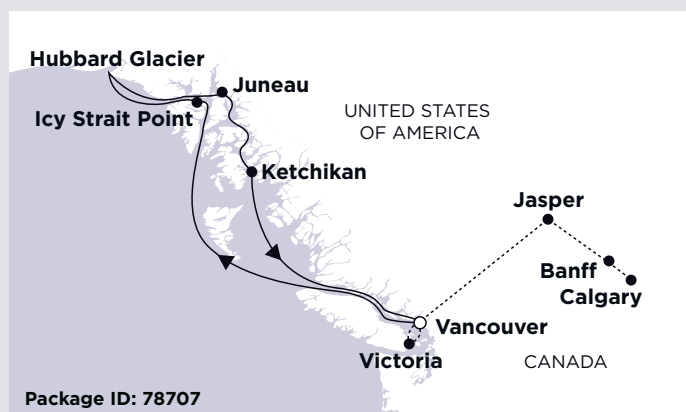 Hubbard Glacier
Juneau
Icy Strait Point
UNITED STATES
OF AMERICA
Ketchikan
Jasper
Banff
Calgary
Vancouver
Victoria
CANADA
Package ID: 78707